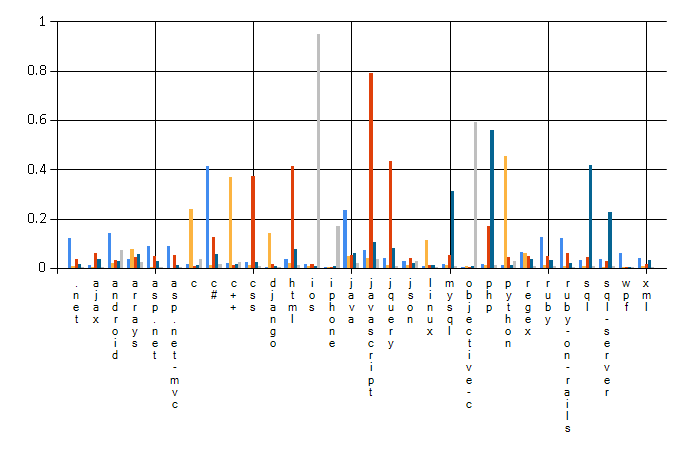 1
0.8
0.6
0.4
0.2
0
.net
ajax
android
arrays
asp.net
asp.net-mvc
c
c#
c++
css
django
html
ios
iphone
java
javascript
jquery
json
linux
mysql
objective-c
php
python
regex
ruby
ruby-on-rails
sql
sql-server
wpf
xml